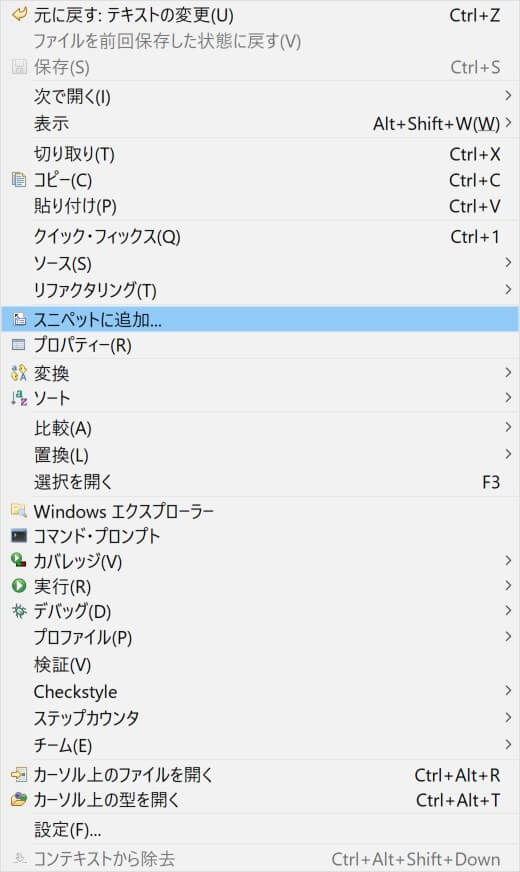 元に戻す: テキストの変更(U) Ctrl+Z
ファイルを前回保存した状態に戻す(V)
保存(S) Ctrl+S
次で開く(I)
表示 Alt+Shift+W(W)
切り取り(T) Ctrl+X
コピー(C) Ctrl+C
貼り付け(P) Ctrl+V
クイック・フィックス(Q) Ctrl+1
ソース(S)
リファクタリング(T)
スニペットに追加...
プロパティー(R)
変換
ソート
比較(A)
置換(L)
選択を開く F3
Windows エクスプローラー
コマンド・プロンプト
カバレッジ(V)
実行(R)
デバッグ(D)
プロファイル(P)
検証(V)
Checkstyle
ステップカウンタ
チーム(E)
カーソル上のファイルを開く Ctrl+Alt+R
カーソル上の型を開く Ctrl+Alt+T
設定(F)...
コンテキストから除去 Ctrl+Alt+Shift+Down